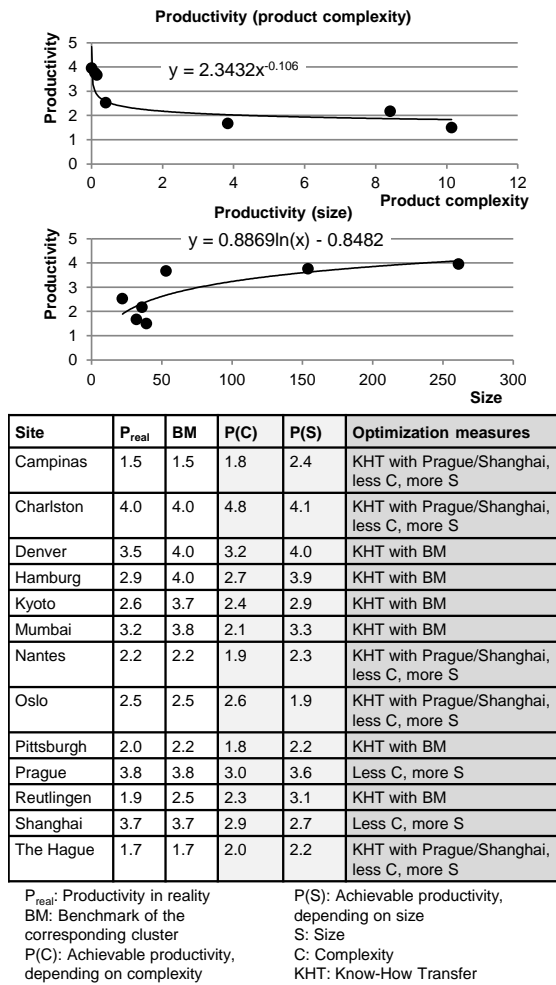 Productivity (product complexity)
Productivity
5
4
3
2
1
0
y = 2.3432x-0.106
0 2 4 6 8 10 12
Product complexity
Productivity (size)
Productivity
5
4
3
2
1
0
y = 0.8869ln(x) - 0.8482
0 50 100 150 200 250 300
Size
Site Preal BM P(C) P(S) Optimization measures
Campinas 1.5 1.5 1.8 2.4 KHT with Prague/Shanghai,
less C, more S
Charlston 4.0 4.0 4.8 4.1 KHT with Prague/Shanghai,
less C, more S
Denver 3.5 4.0 3.2 4.0 KHT with BM
Hamburg 2.9 4.0 2.7 3.9 KHT with BM
Kyoto 2.6 3.7 2.4 2.9 KHT with BM
Mumbai 3.2 3.8 2.1 3.3 KHT with BM
Nantes 2.2 2.2 1.9 2.3 KHT with Prague/Shanghai,
less C, more S
Oslo 2.5 2.5 2.6 1.9 KHT with Prague/Shanghai,
less C, more S
Pittsburgh 2.0 2.2 1.8 2.2 KHT with BM
Prague 3.8 3.8 3.0 3.6 Less C, more S
Reutlingen 1.9 2.5 2.3 3.1 KHT with BM
Shanghai 3.7 3.7 2.9 2.7 Less C, more S
The Hague 1.7 1.7 2.0 2.2 KHT with Prague/Shanghai,
less C, more S
Preal: Productivity in reality
BM: Benchmark of the
corresponding cluster
P(C): Achievable productivity,
depending on complexity
P(S): Achievable productivity,
depending on size
S: Size
C: Complexity
KHT: Know-How Transfer